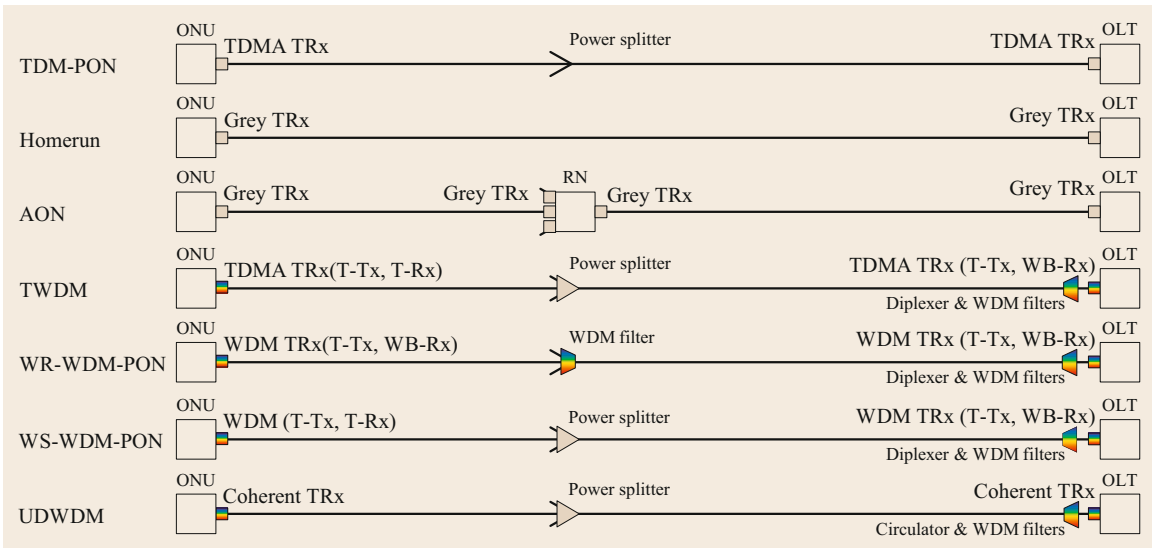 ONU OLT
TDM-PON TDMA TRx Power splitter TDMA TRx
ONU OLT
Homerun Grey TRx Grey TRx
ONU RN OLT
AON Grey TRx Grey TRx Grey TRx Grey TRx
ONU OLT
TWDM TDMA TRx(T-Tx, T-Rx) Power splitter TDMA TRx (T-Tx, WB-Rx)
Diplexer & WDM filters
ONU OLT
WR-WDM-PON WDM TRx(T-Tx, WB-Rx) WDM filter WDM TRx (T-Tx, WB-Rx)
Diplexer & WDM filters
ONU OLT
WS-WDM-PON WDM (T-Tx, T-Rx) Power splitter WDM TRx (T-Tx, WB-Rx)
Diplexer & WDM filters
ONU OLT
UDWDM Coherent TRx Power splitter Coherent TRx
Circulator & WDM filters